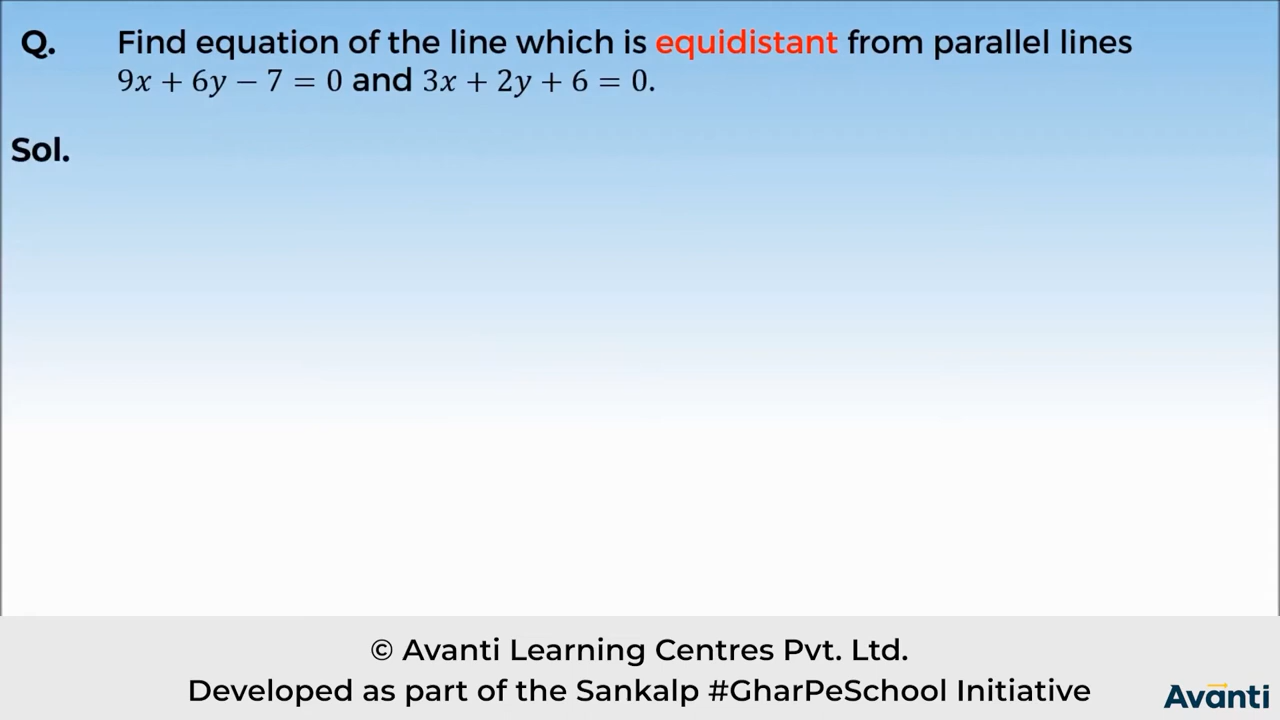 Q. Find equation of the line which is equidistant from parallel lines
9x + 6y − 7 = 0 and 3x + 2y + 6 = 0.
Sol.
© Avanti Learning Centres Pvt. Ltd.
Developed as part of the Sankalp #GharPeSchool Initiative
Avanti